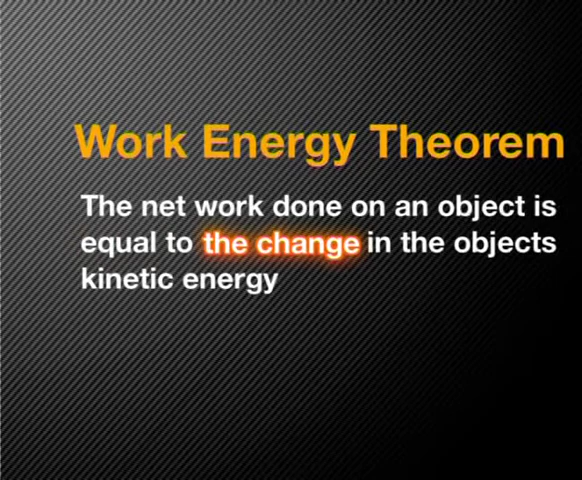 Work Energy Theorem
The net work done on an object is
equal to the change in the objects
kinetic energy